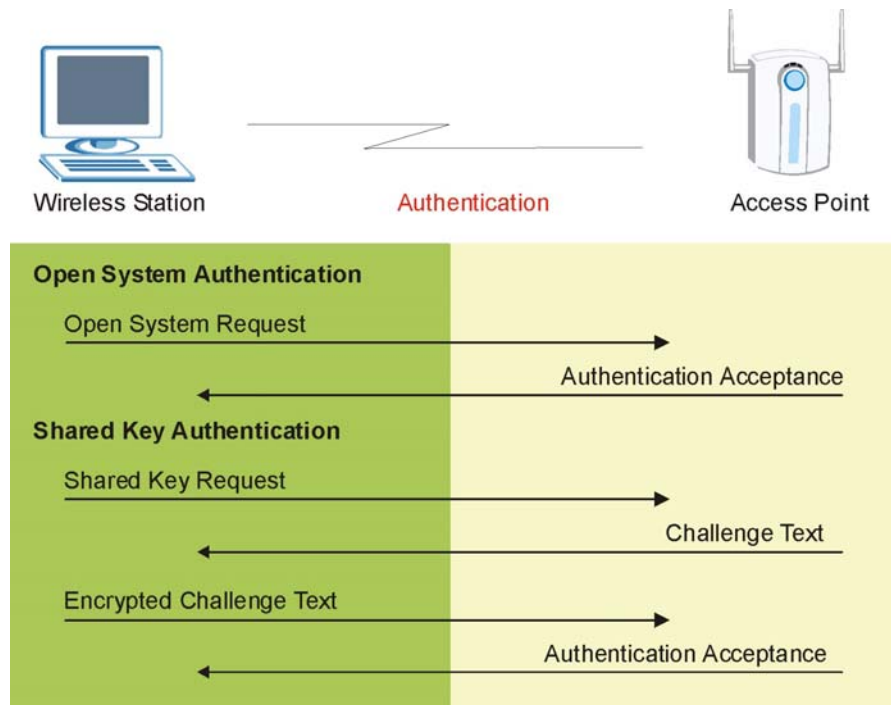 Wireless Station
Authentication
Access Point
Open System Authentication
Open System Request
Authentication Acceptance
Shared Key Authentication
Shared Key Request
Challenge Text
Encrypted Challenge Text
Authentication Acceptance